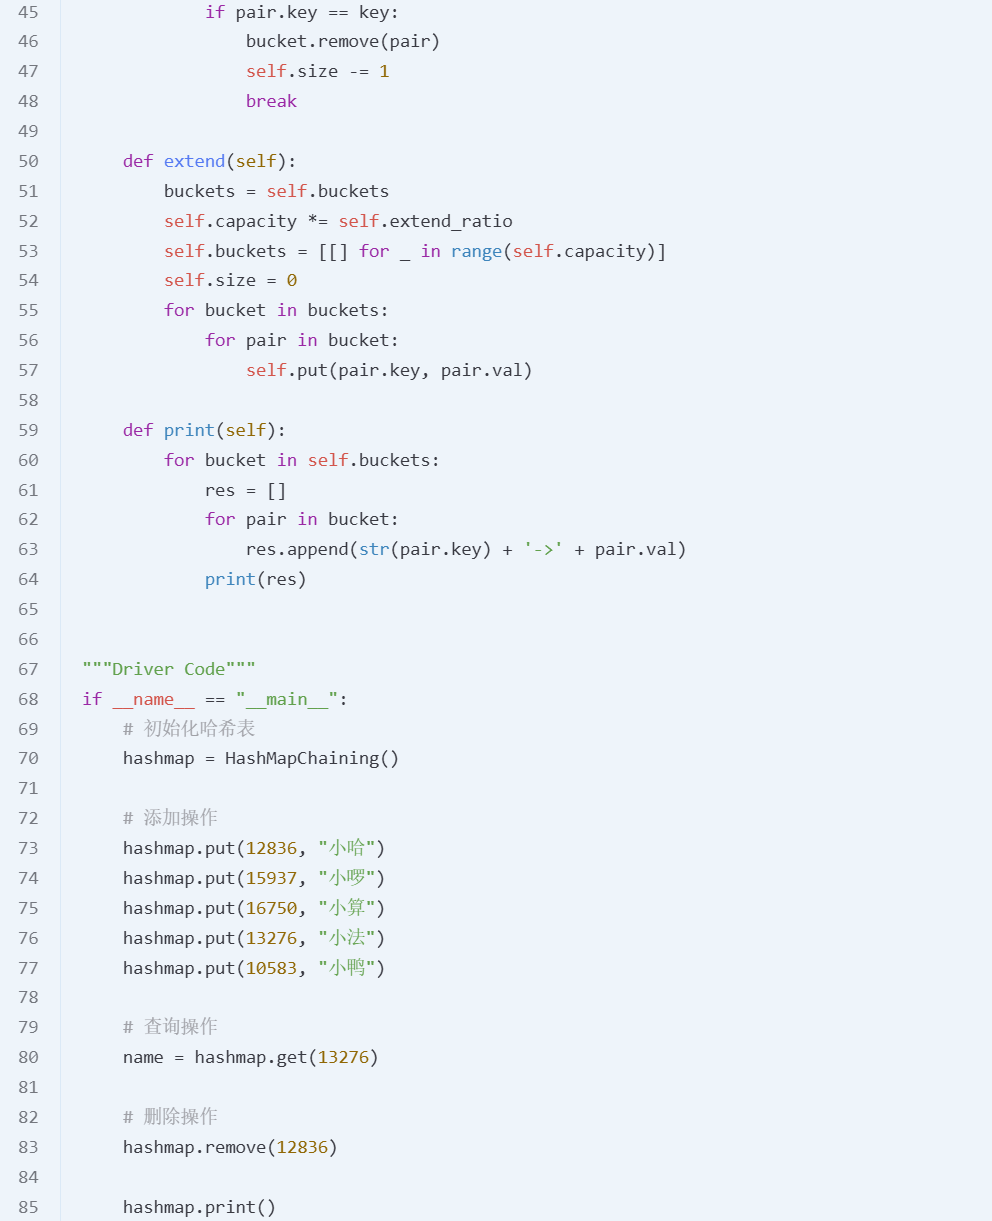 45                if pair.key == key:
46                    bucket.remove(pair)
47                    self.size -= 1
48                    break
49
50        def extend(self):
51            buckets = self.buckets
52            self.capacity *= self.extend_ratio
53            self.buckets = [[] for _ in range(self.capacity)]
54            self.size = 0
55            for bucket in buckets:
56                for pair in bucket:
57                    self.put(pair.key, pair.val)
58
59        def print(self):
60            for bucket in self.buckets:
61                res = []
62                for pair in bucket:
63                    res.append(str(pair.key) + '->' + pair.val)
64                print(res)
65
66
67    """Driver Code"""
68    if __name__ == "__main__":
69        # 初始化哈希表
70        hashmap = HashMapChaining()
71
72        # 添加操作
73        hashmap.put(12836, "小哈")
74        hashmap.put(15937, "小啰")
75        hashmap.put(16750, "小算")
76        hashmap.put(13276, "小法")
77        hashmap.put(10583, "小鸭")
78
79        # 查询操作
80        name = hashmap.get(13276)
81
82        # 删除操作
83        hashmap.remove(12836)
84
85        hashmap.print()